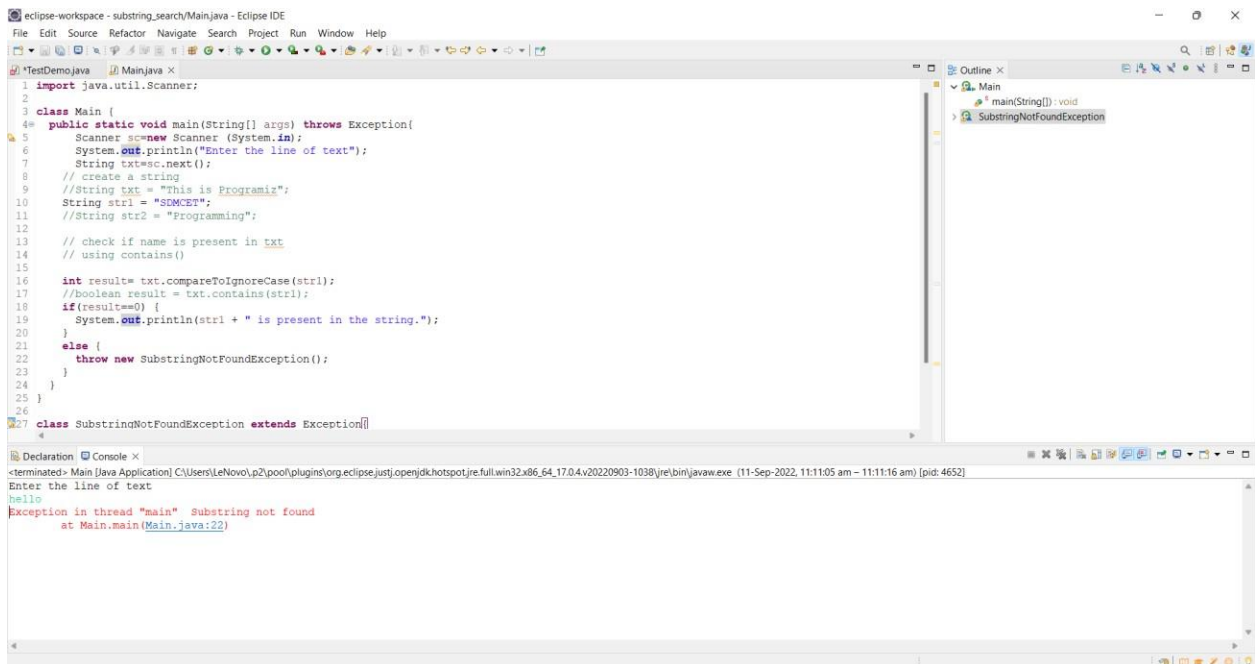 eclipse-workspace - substring_search/Main.java - Eclipse IDE
File Edit Source Refactor Navigate Search Project Run Window Help
*TestDemo.java Main.java
1 import java.util.Scanner;
2
3 class Main {
4 public static void main(String[] args) throws Exception{
5 Scanner sc=new Scanner (System.in);
6 System.out.println("Enter the line of text");
7 String txt=sc.next();
8 // create a string
9 //String txt = "This is Programiz";
10 String str1 = "SDMCET";
11 //String str2 = "Programming";
12
13 // check if name is present in txt
14 // using contains()
15
16 int result= txt.compareToIgnoreCase(str1);
17 //boolean result = txt.contains(str1);
18 if(result==0) {
19 System.out.println(str1 + " is present in the string.");
20 }
21 else {
22 throw new SubstringNotFoundException();
23 }
24 }
25 }
26
27 class SubstringNotFoundException extends Exception{
Outline
Main
main(String[]) : void
SubstringNotFoundException
Declaration Console
<terminated> Main [Java Application] C:\Users\LeNovo\.p2\pool\plugins\org.eclipse.justj.openjdk.hotspot.jre.full.win32.x86_64_17.0.4.v20220903-1038\jre\bin\javaw.exe (11-Sep-2022, 11:11:05 am – 11:11:16 am) [pid: 4652]
Enter the line of text
hello
Exception in thread "main" Substring not found
at Main.main(Main.java:22)